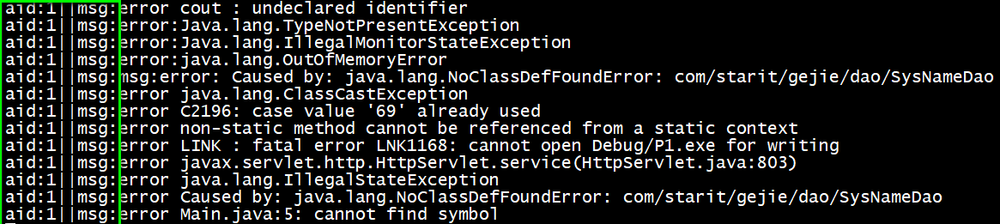 aid:1||msg:error cout : undeclared identifier
aid:1||msg:error:Java.lang.TypeNotPresentException
aid:1||msg:error:Java.lang.IllegalMonitorStateException
aid:1||msg:error:java.lang.OutOfMemoryError
aid:1||msg:msg:error: Caused by: java.lang.NoClassDefFoundError: com/starit/gejie/dao/SysNameDao
aid:1||msg:error java.lang.ClassCastException
aid:1||msg:error C2196: case value '69' already used
aid:1||msg:error non-static method cannot be referenced from a static context
aid:1||msg:error LINK : fatal error LNK1168: cannot open Debug/P1.exe for writing
aid:1||msg:error javax.servlet.http.HttpServlet.service(HttpServlet.java:803)
aid:1||msg:error java.lang.IllegalStateException
aid:1||msg:error Caused by: java.lang.NoClassDefFoundError: com/starit/gejie/dao/SysNameDao
aid:1||msg:error Main.java:5: cannot find symbol